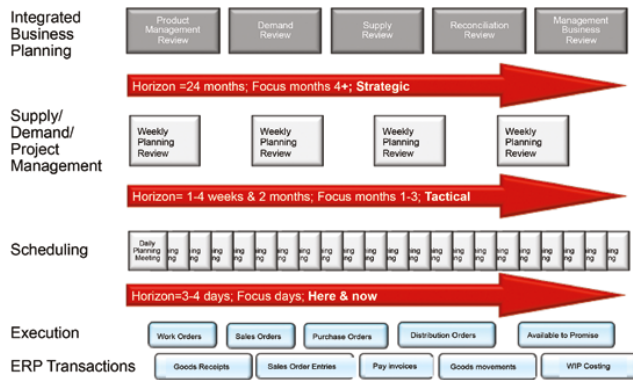 Integrated
Business
Planning
Product
Management
Review
Demand
Review
Supply
Review
Reconciliation
Review
Management
Business
Review
Horizon =24 months; Focus months 4+; Strategic
Supply/
Demand/
Project
Management
Weekly
Planning
Review
Weekly
Planning
Review
Weekly
Planning
Review
Weekly
Planning
Review
Horizon= 1-4 weeks & 2 months; Focus months 1-3; Tactical
Scheduling
Daily
Planning
Meeting
Horizon=3-4 days; Focus days; Here & now
Execution
Work Orders
Sales Orders
Purchase Orders
Distribution Orders
Available to Promise
ERP Transactions
Goods Receipts
Sales Order Entries
Pay invoices
Goods movements
WIP Costing